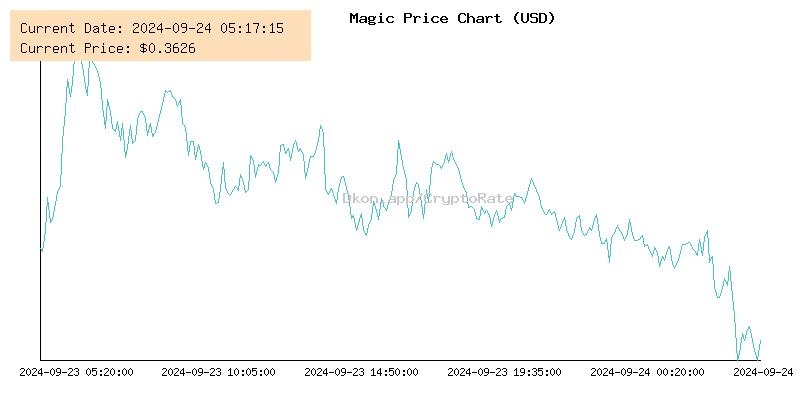 Magic Price Chart (USD)
Current Date: 2024-09-24 05:17:15
Current Price: $0.3626
Dkon.app/CryptoRate
2024-09-23 05:20:00 2024-09-23 10:05:00 2024-09-23 14:50:00 2024-09-23 19:35:00 2024-09-24 00:20:00 2024-09-24